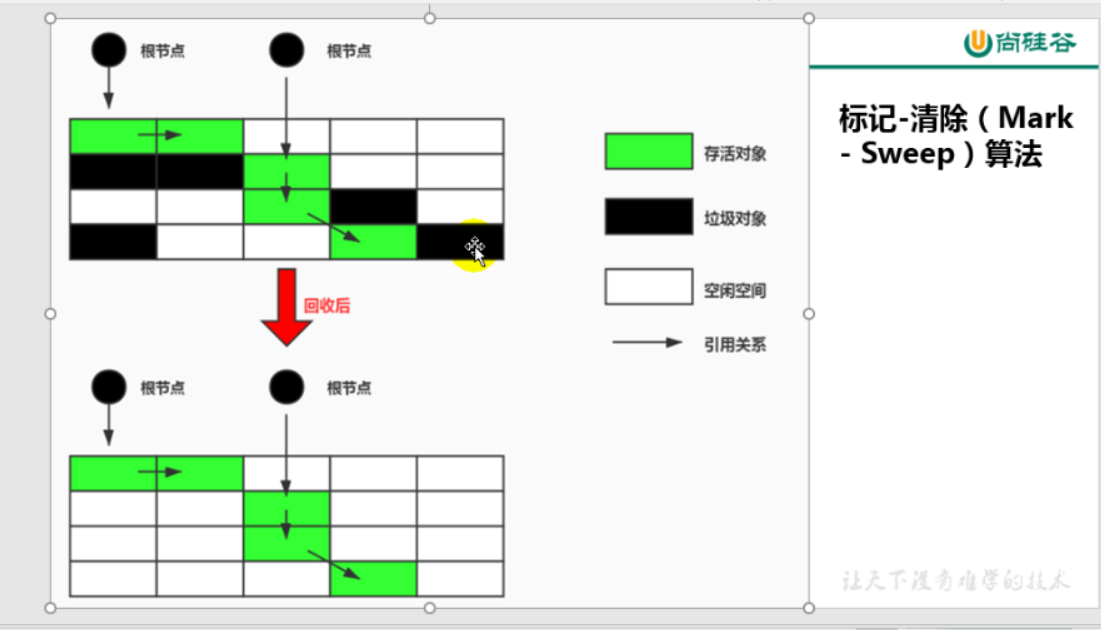 根节点 根节点
存活对象
垃圾对象
空闲空间
引用关系
回收后
根节点 根节点
尚硅谷
标记-清除（Mark
- Sweep）算法
让天下没有难学的技术